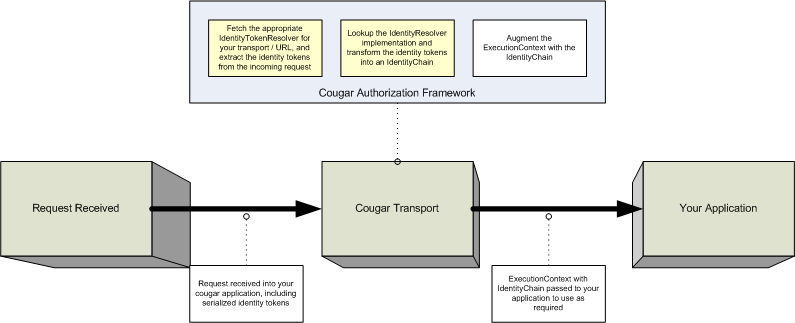 Fetch the appropriate
IdentityTokenResolver for
your transport / URL, and
extract the identity tokens
from the incoming request
Lookup the IdentityResolver
implementation and
transform the identity tokens
into an IdentityChain
Augment the
ExecutionContext with the
IdentityChain
Cougar Authorization Framework
Request Received
Cougar Transport
Your Application
Request received into your
cougar application, including
serialized identity tokens
ExecutionContext with
IdentityChain passed to your
application to use as
required